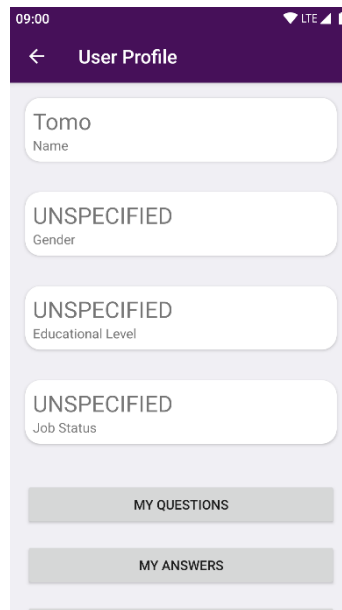 09:00 LTE
User Profile
Tomo
Name
UNSPECIFIED
Gender
UNSPECIFIED
Educational Level
UNSPECIFIED
Job Status
MY QUESTIONS
MY ANSWERS